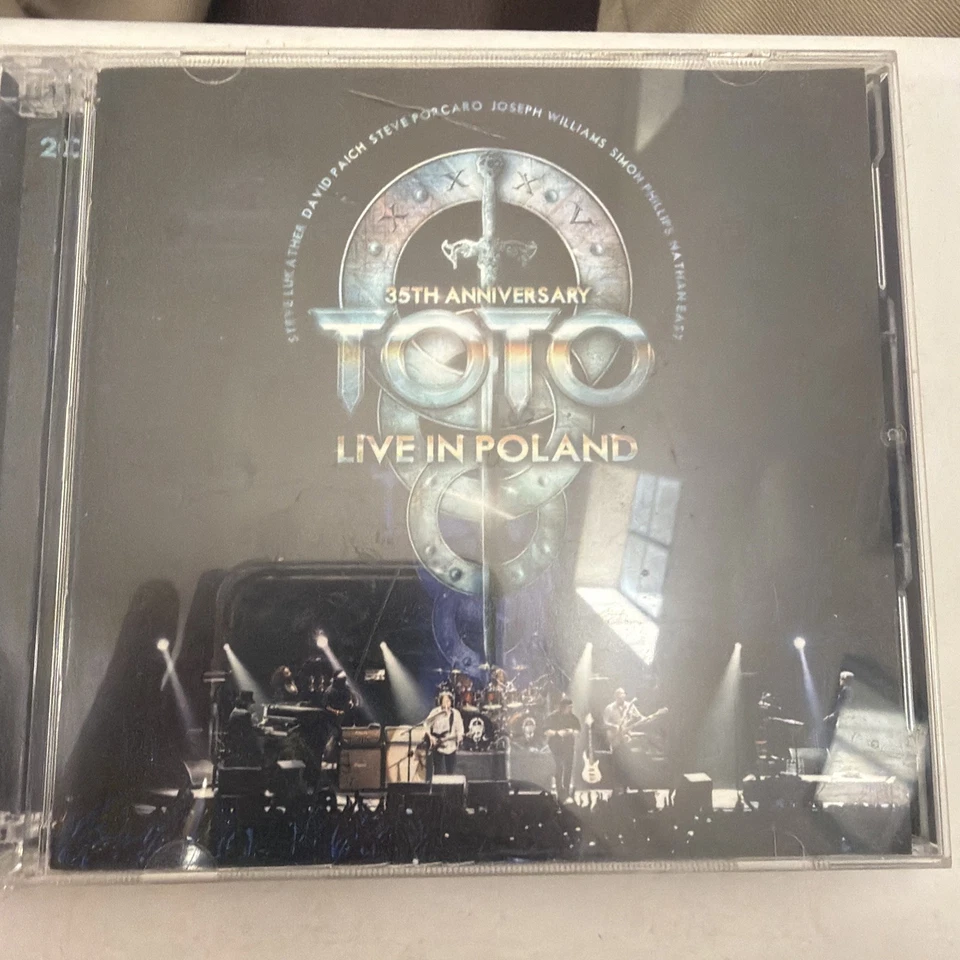 STEVE LUKATHER DAVID PAICH STEVE PORCARO JOSEPH WILLIAMS SIMON PHILLIPS NATHAN EAST
X X X V
35TH ANNIVERSARY
TOTO
LIVE IN POLAND